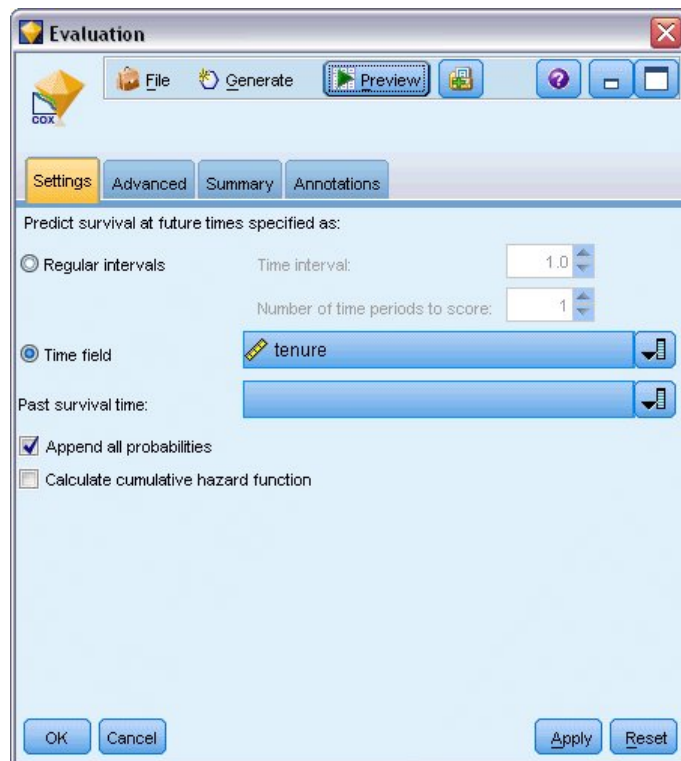 Evaluation
COX
File Generate Preview ?
Settings Advanced Summary Annotations
Predict survival at future times specified as:
Regular intervals Time interval: 1.0
Number of time periods to score: 1
Time field tenure
Past survival time:
Append all probabilities
Calculate cumulative hazard function
OK Cancel Apply Reset